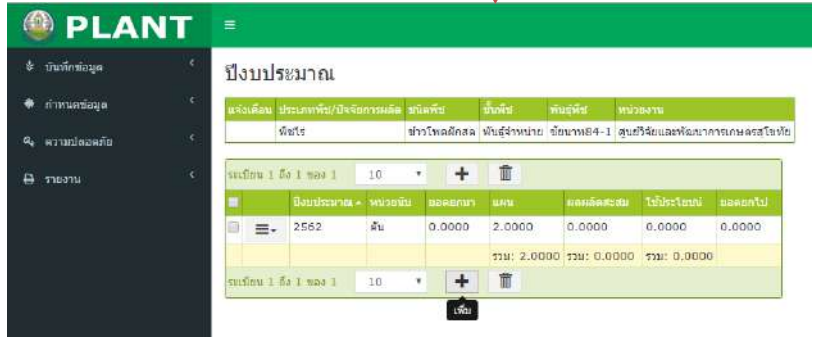 PLANT
บันทึกข้อมูล
กำหนดข้อมูล
ความปลอดภัย
รายงาน
ปีงบประมาณ
แจ้งเตือน ประเภทพืช/ปัจจัยการผลิต ชนิดพืช ชั้นพืช พันธุ์พืช หน่วยงาน
พืชไร่ ข้าวโพดฝักสด พันธุ์จำหน่าย ชัยนาท84-1 ศูนย์วิจัยและพัฒนาการเกษตรสุโขทัย
ระเบียน 1 ถึง 1 ของ 1 10
ปีงบประมาณ หน่วยนับ ยอดยกมา แผน ผลผลิตสะสม ใช้ประโยชน์ ยอดยกไป
2562 ตัน 0.0000 2.0000 0.0000 0.0000 0.0000
รวม: 2.0000 รวม: 0.0000 รวม: 0.0000
ระเบียน 1 ถึง 1 ของ 1 10
เพิ่ม